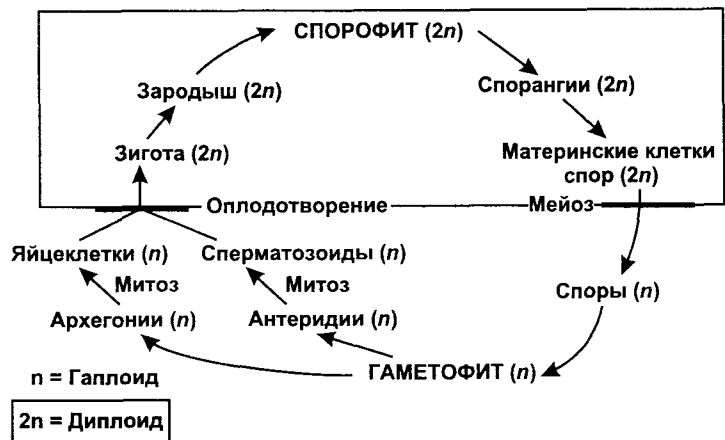 СПОРОФИТ (2n)
Зародыш (2n)
Спорангии (2n)
Зигота (2n)
Материнские клетки
спор (2n)
Оплодотворение
Мейоз
Яйцеклетки (n)
Сперматозоиды (n)
Митоз
Митоз
Споры (n)
Архегонии (n)
Антеридии (n)
ГАМЕТОФИТ (n)
n = Гаплоид
2n = Диплоид